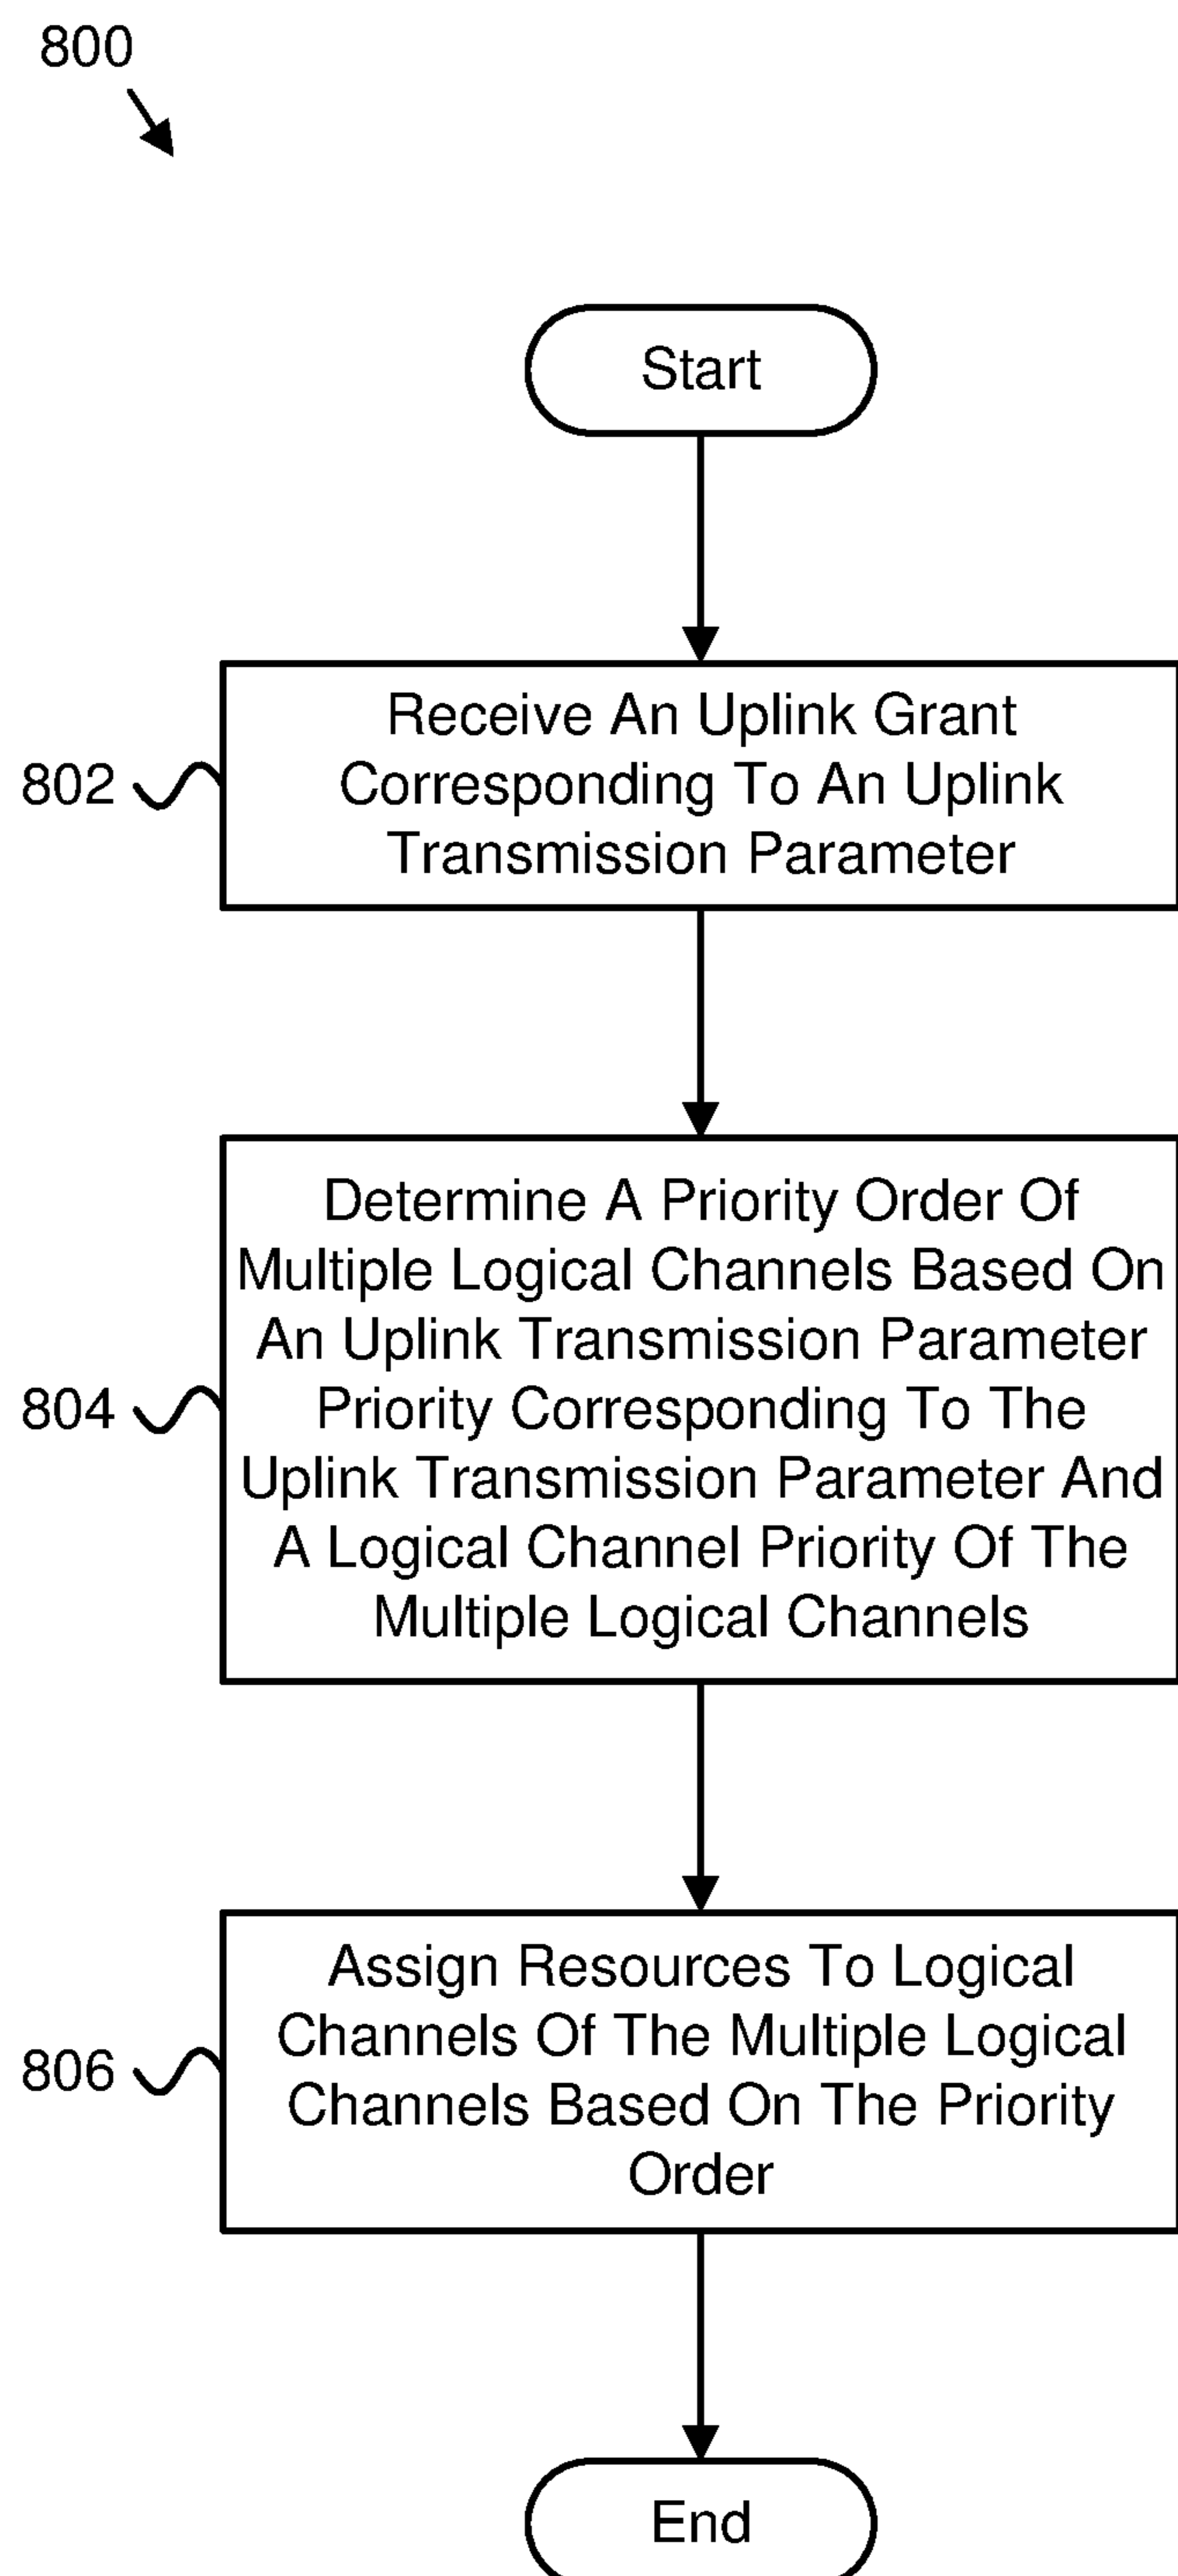 800
Start
802
Receive An Uplink Grant
Corresponding To An Uplink
Transmission Parameter
804
Determine A Priority Order Of
Multiple Logical Channels Based On
An Uplink Transmission Parameter
Priority Corresponding To The
Uplink Transmission Parameter And
A Logical Channel Priority Of The
Multiple Logical Channels
806
Assign Resources To Logical
Channels Of The Multiple Logical
Channels Based On The Priority
Order
End